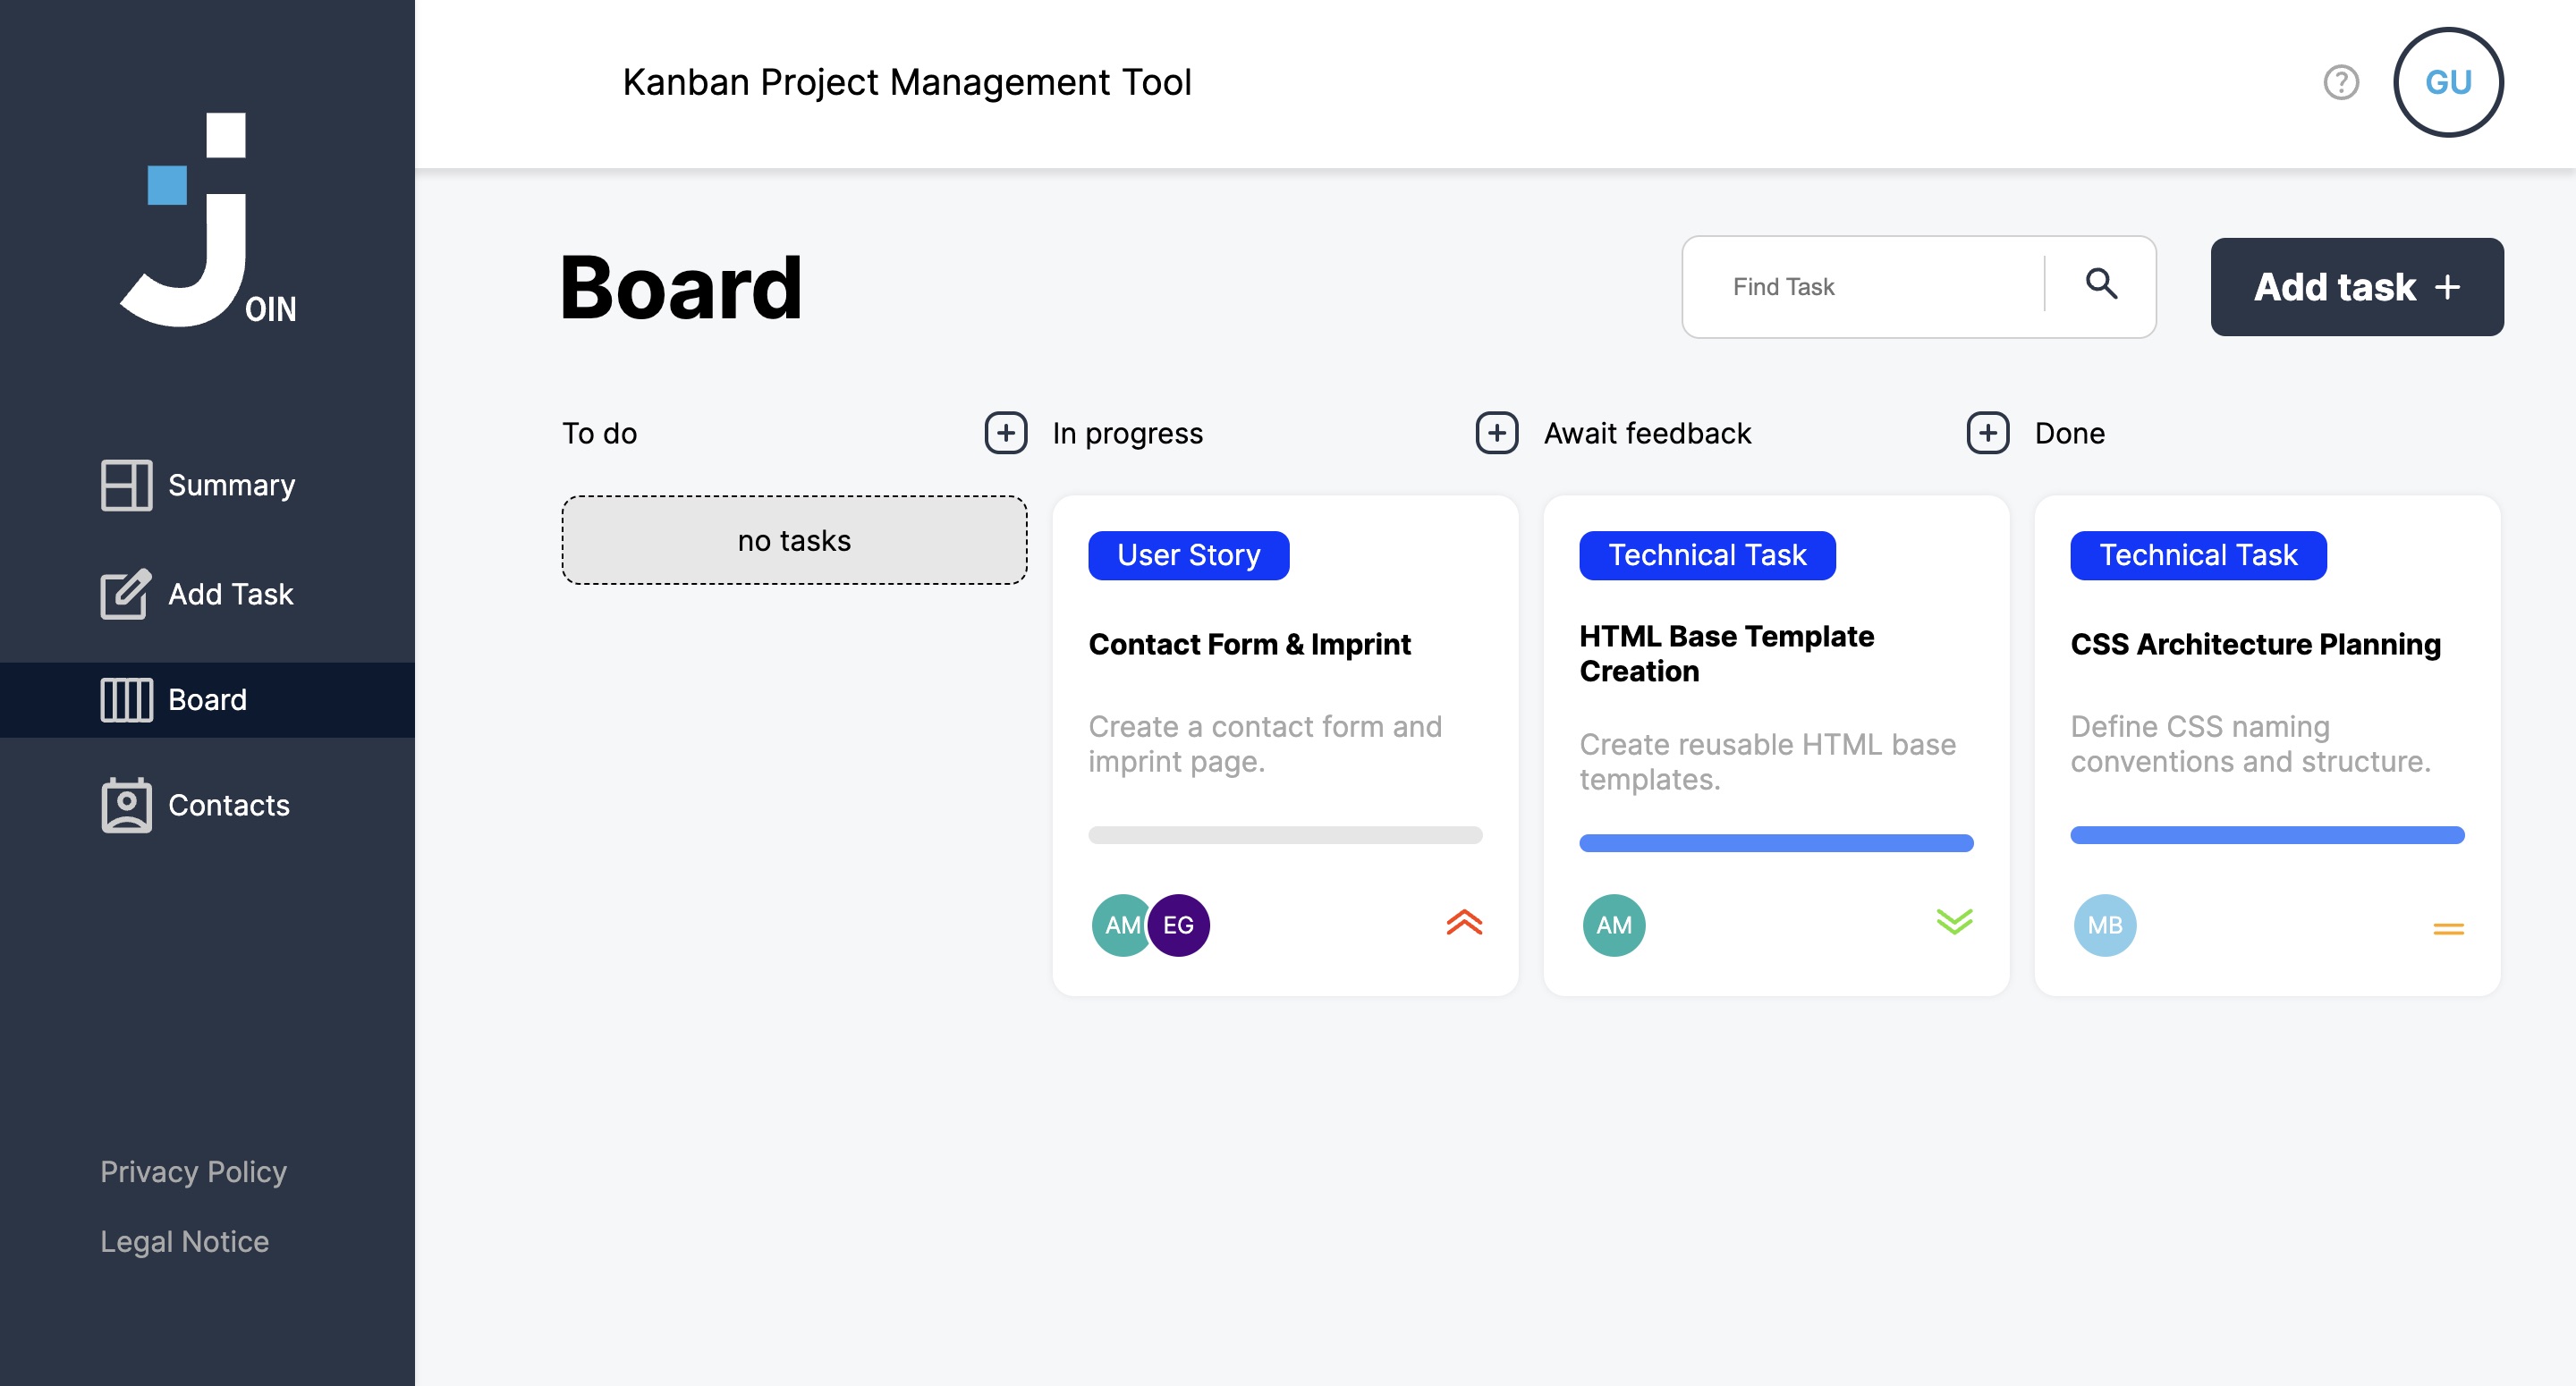 OIN
Summary
Add Task
Board
Contacts
Privacy Policy
Legal Notice
Kanban Project Management Tool
GU
Board
Find Task
Add task +
To do
In progress
Await feedback
Done
no tasks
User Story
Contact Form & Imprint
Create a contact form and
imprint page.
AM EG
Technical Task
HTML Base Template
Creation
Create reusable HTML base
templates.
AM
Technical Task
CSS Architecture Planning
Define CSS naming
conventions and structure.
MB